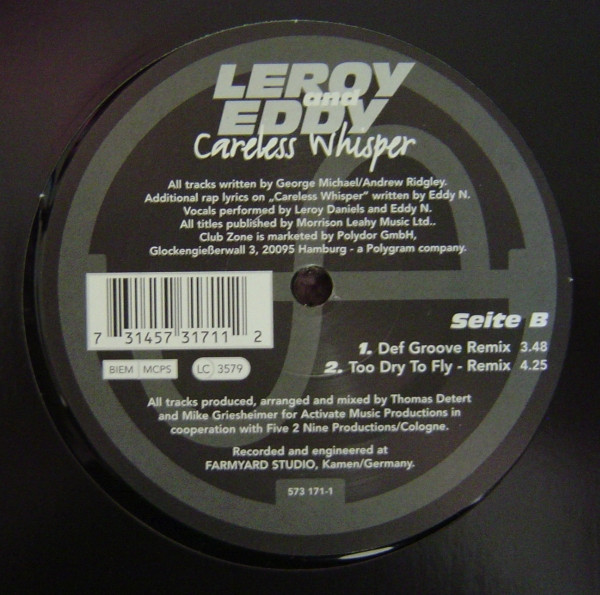 LEROY
and
EDDY
Careless Whisper
All tracks written by George Michael/Andrew Ridgley.
Additional rap lyrics on „Careless Whisper" written by Eddy N.
Vocals performed by Leroy Daniels and Eddy N.
All titles published by Morrison Leahy Music Ltd..
Club Zone is marketed by Polydor GmbH,
Glockengießerwall 3, 20095 Hamburg - a Polygram company.
7 31457 31711 2
BIEM MCPS LC 3579
Seite B
1. Def Groove Remix 3.48
2. Too Dry To Fly - Remix 4.25
All tracks produced, arranged and mixed by Thomas Detert
and Mike Griesheimer for Activate Music Productions in
cooperation with Five 2 Nine Productions/Cologne.
Recorded and engineered at
FARMYARD STUDIO, Kamen/Germany.
573 171-1